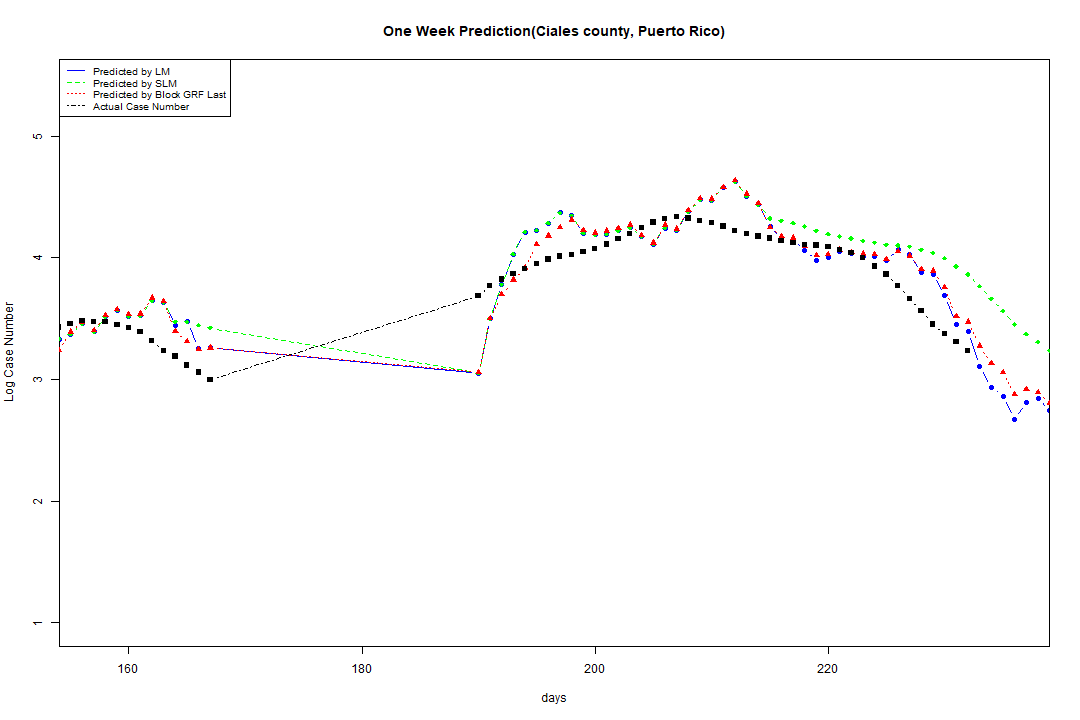 One Week Prediction(Ciales county, Puerto Rico)
Predicted by LM
Predicted by SLM
Predicted by Block GRF Last
Actual Case Number
5
4
3
2
1
Log Case Number
160 180 200 220
days